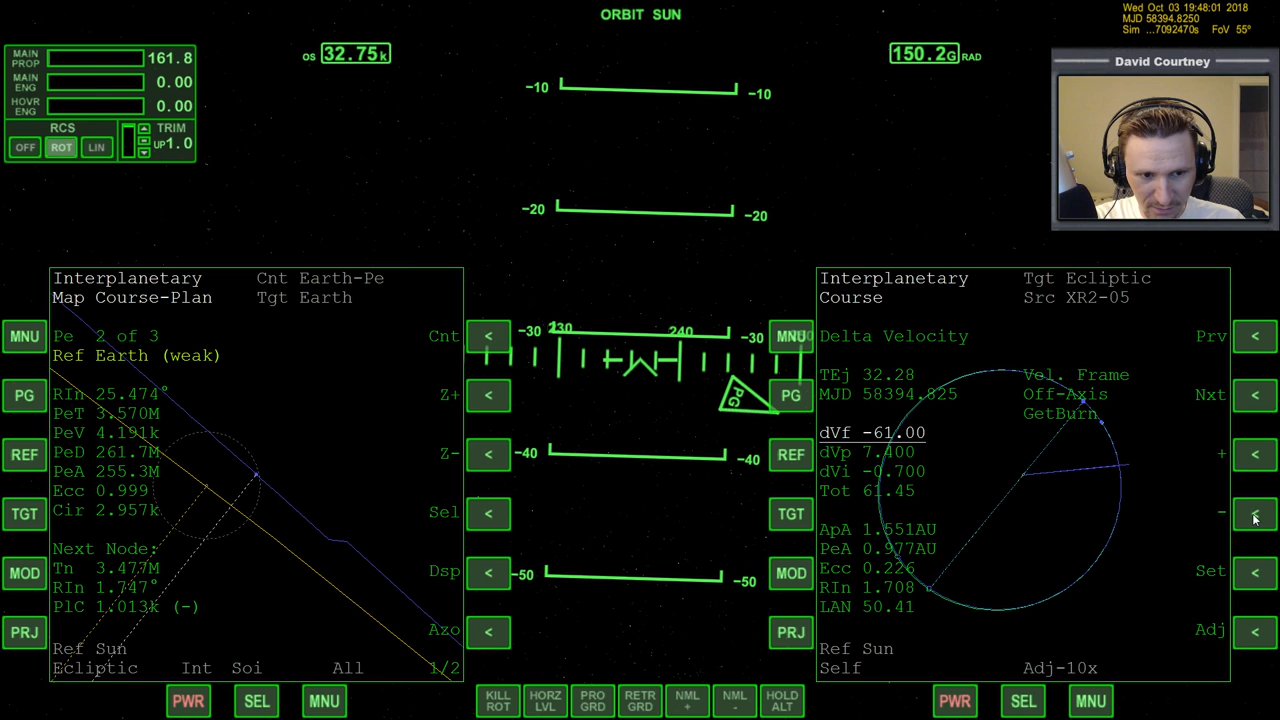 ORBIT SUN
Wed Oct 03 19:48:01 2018
MJD 58394.8250
Sim ...7092470s FoV 55°
MAIN PROP 161.8
MAIN ENG 0.00
HOVR ENG 0.00
RCS TRIM
UP 1.0
OFF ROT LIN
OS 32.75k
150.2G RAD
David Courtney
-10 -10
-20 -20
-30 230 240 -30
-40 -40
-50 -50
PG
Interplanetary Cnt Earth-Pe
Map Course-Plan Tgt Earth
Pe 2 of 3
Ref Earth (weak)
RIn 25.474°
PeT 3.570M
PeV 4.191k
PeD 261.7M
PeA 255.3M
Ecc 0.999
Cir 2.957k
Next Node:
Tn 3.477M
RIn 1.747°
PlC 1.013k (-)
Ref Sun
Ecliptic Int Soi All 1/2
MNU
PG
REF
TGT
MOD
PRJ
Cnt <
Z+ <
Z- <
Sel <
Dsp <
Azo <
PWR SEL MNU
KILL ROT
HORZ LVL
PRO GRD
RETR GRD
NML +
NML -
HOLD ALT
Interplanetary Tgt Ecliptic
Course Src XR2-05
Delta Velocity
TEj 32.28 Vel. Frame
MJD 58394.825 Off-Axis
GetBurn
dVf -61.00
dVp 7.400
dVi -0.700
Tot 61.45
ApA 1.551AU
PeA 0.977AU
Ecc 0.226
RIn 1.708
LAN 50.41
Ref Sun
Self Adj-10x
MNU
PG
REF
TGT
MOD
PRJ
Prv <
Nxt <
+ <
- <
Set <
Adj <
PWR SEL MNU